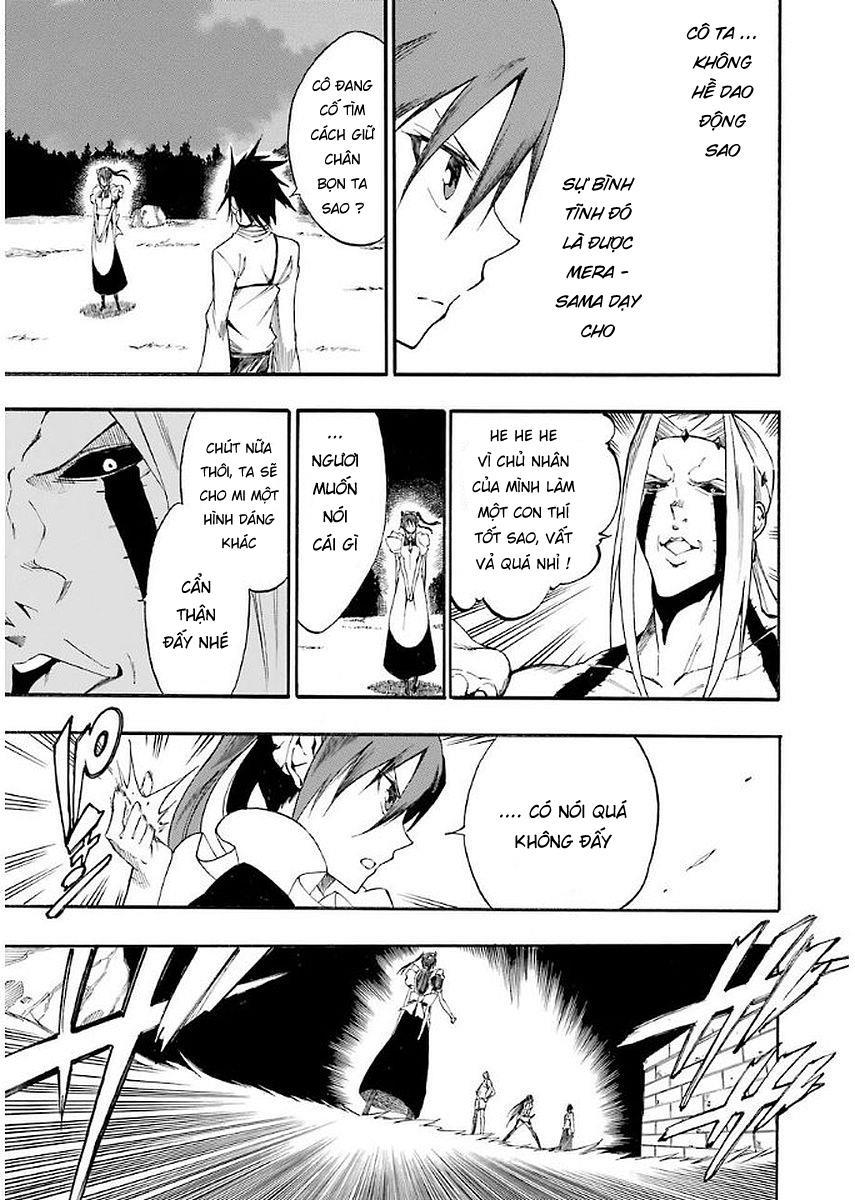 CÔ TA ...
KHÔNG
HỀ DAO
ĐỘNG
SAO
SỰ BÌNH
TĨNH ĐÓ
LÀ ĐƯỢC
MERA -
SAMA DẠY
CHO
CÔ ĐANG
CỐ TÌM
CÁCH GIỮ
CHÂN
BỌN TA
SAO ?
HE HE HE
VÌ CHỦ NHÂN
CỦA MÌNH LÀM
MỘT CON THÍ
TỐT SAO, VẤT
VẢ QUÁ NHỈ !
...
NGƯƠI
MUỐN
NÓI
CÁI GÌ
CHÚT NỮA
THÔI, TA SẼ
CHO MI MỘT
HÌNH DÁNG
KHÁC
CẨN
THẬN
ĐẤY NHÉ
.... CÓ NÓI QUÁ
KHÔNG ĐẤY